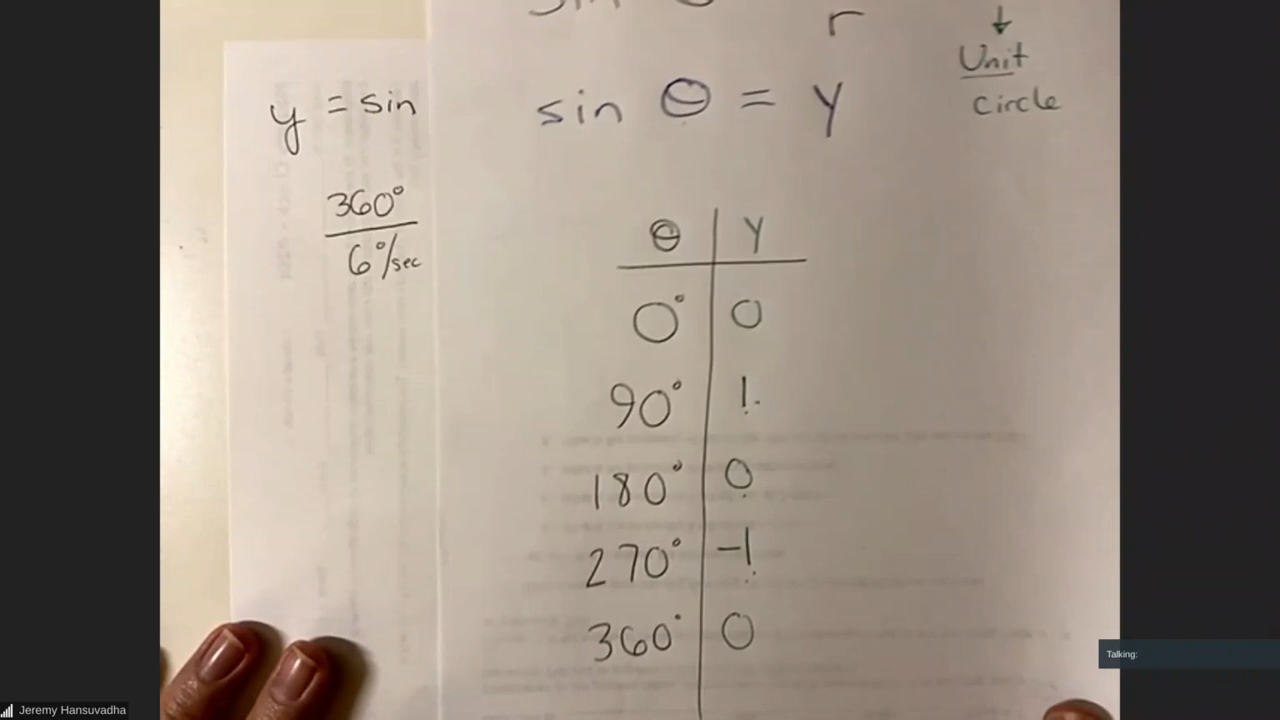 r
Unit
circle
y = sin
sin θ = y
360°
6°/sec
θ y
0° 0
90° 1
180° 0
270° -1
360° 0
Talking:
Jeremy Hansuvadha